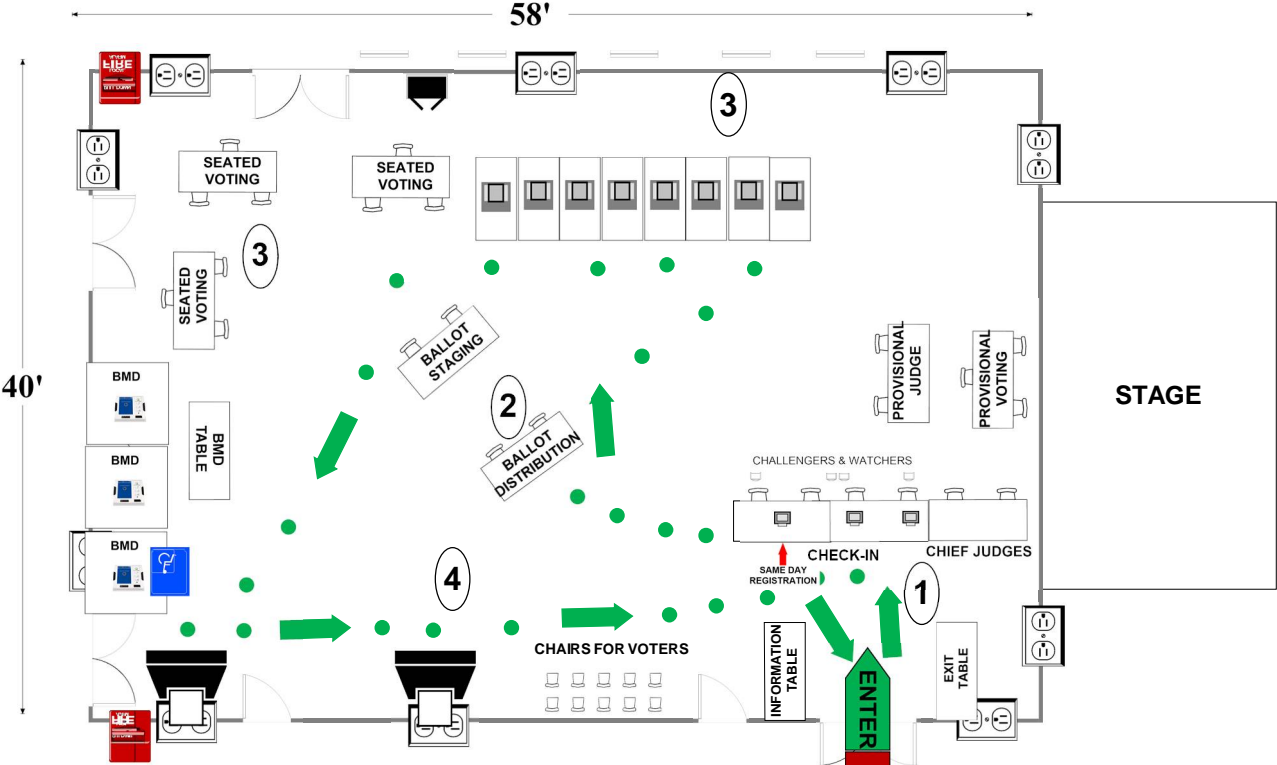 58'
FIRE
3
SEATED
VOTING
SEATED
VOTING
3
SEATED
VOTING
BALLOT
STAGING
40'
BMD
BMD
TABLE
BMD
BMD
2
BALLOT
DISTRIBUTION
PROVISIONAL
JUDGE
PROVISIONAL
VOTING
STAGE
CHALLENGERS & WATCHERS
CHECK-IN
CHIEF JUDGES
SAME DAY
REGISTRATION
4
1
CHAIRS FOR VOTERS
INFORMATION
TABLE
ENTER
EXIT
TABLE
FIRE